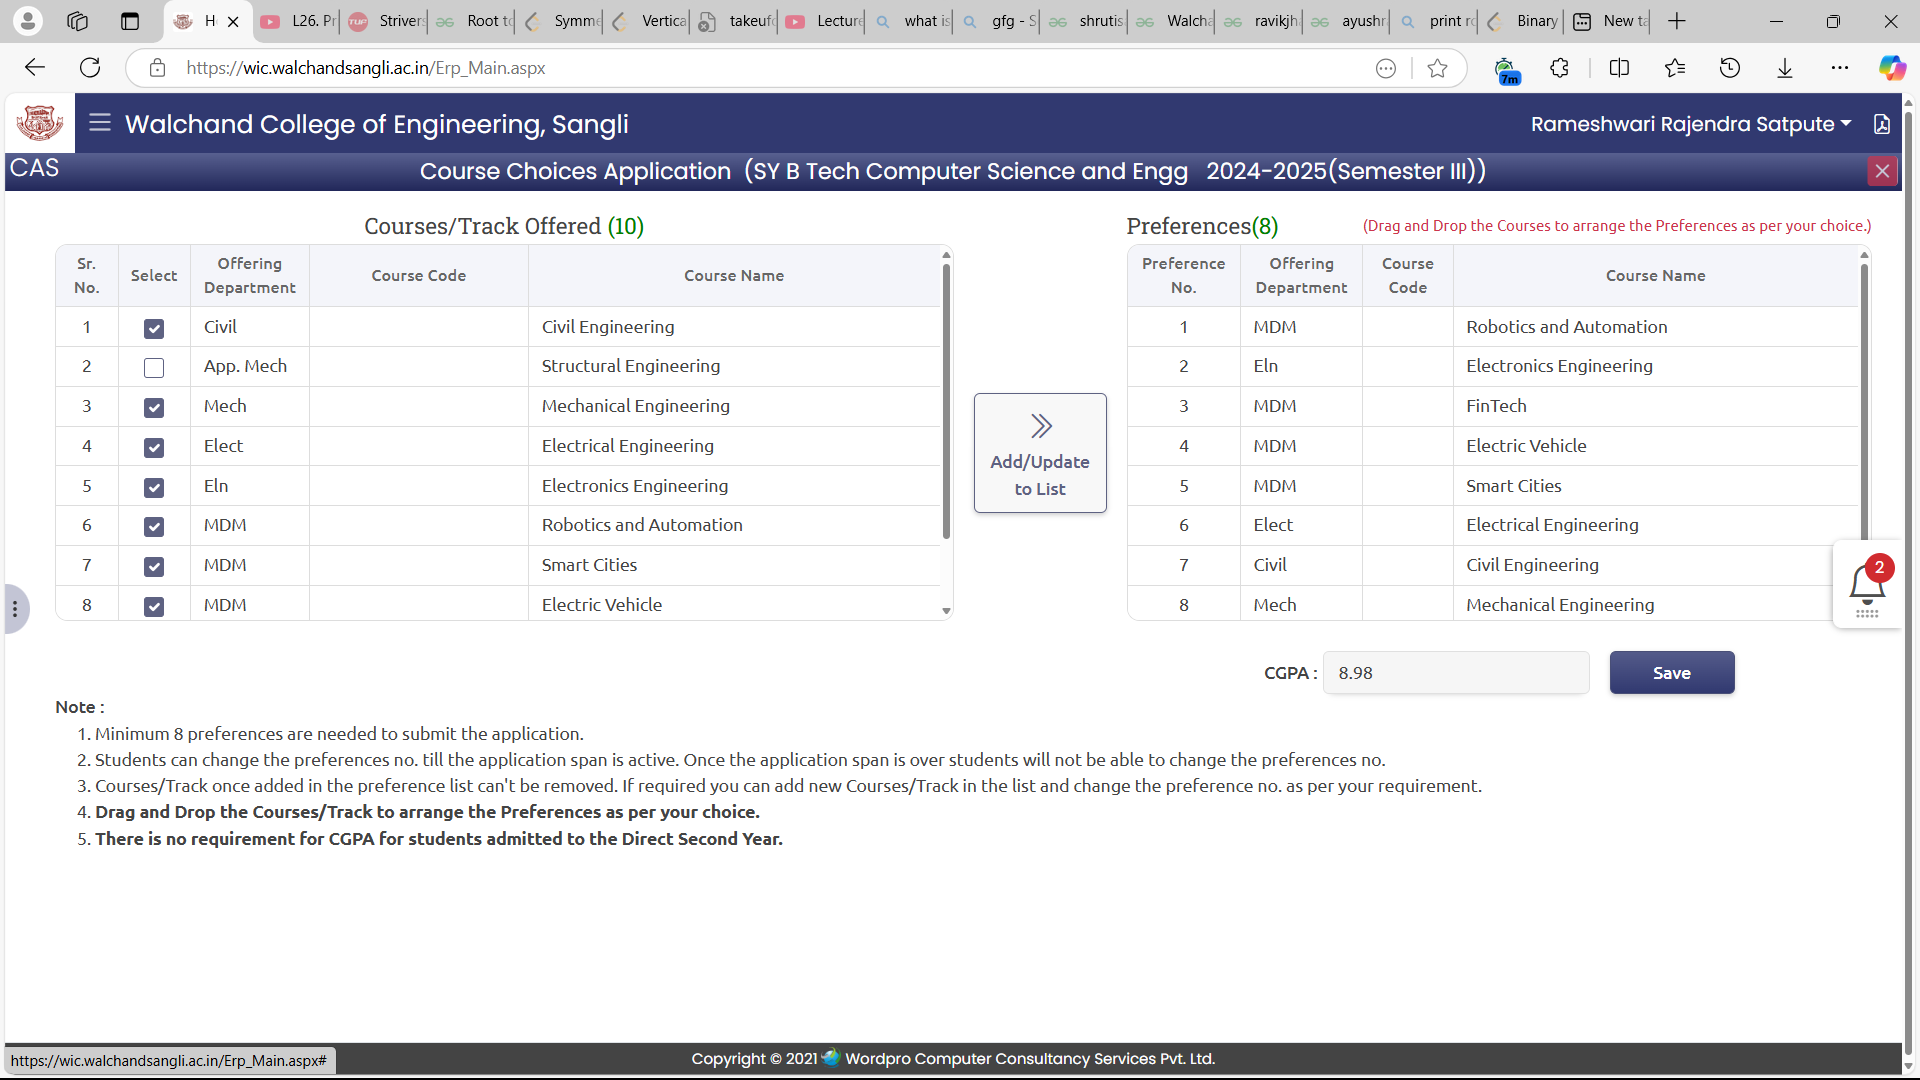 L26. Pr
Strivers
Root to
Symme
Vertica
takeufo
Lecture
what is
gfg - S
shrutis
Walcha
ravikjh
ayushr
print ro
Binary
New ta
https://wic.walchandsangli.ac.in/Erp_Main.aspx
7m
Walchand College of Engineering, Sangli
Rameshwari Rajendra Satpute
CAS
Course Choices Application (SY B Tech Computer Science and Engg 2024-2025(Semester III))
Courses/Track Offered (10)
Sr. No. Select Offering Department Course Code Course Name
1 Civil Civil Engineering
2 App. Mech Structural Engineering
3 Mech Mechanical Engineering
4 Elect Electrical Engineering
5 Eln Electronics Engineering
6 MDM Robotics and Automation
7 MDM Smart Cities
8 MDM Electric Vehicle
Add/Update
to List
Preferences(8)
(Drag and Drop the Courses to arrange the Preferences as per your choice.)
Preference No. Offering Department Course Code Course Name
1 MDM Robotics and Automation
2 Eln Electronics Engineering
3 MDM FinTech
4 MDM Electric Vehicle
5 MDM Smart Cities
6 Elect Electrical Engineering
7 Civil Civil Engineering
8 Mech Mechanical Engineering
2
CGPA : 8.98
Save
Note :
1. Minimum 8 preferences are needed to submit the application.
2. Students can change the preferences no. till the application span is active. Once the application span is over students will not be able to change the preferences no.
3. Courses/Track once added in the preference list can't be removed. If required you can add new Courses/Track in the list and change the preference no. as per your requirement.
4. Drag and Drop the Courses/Track to arrange the Preferences as per your choice.
5. There is no requirement for CGPA for students admitted to the Direct Second Year.
https://wic.walchandsangli.ac.in/Erp_Main.aspx#
Copyright © 2021 Wordpro Computer Consultancy Services Pvt. Ltd.